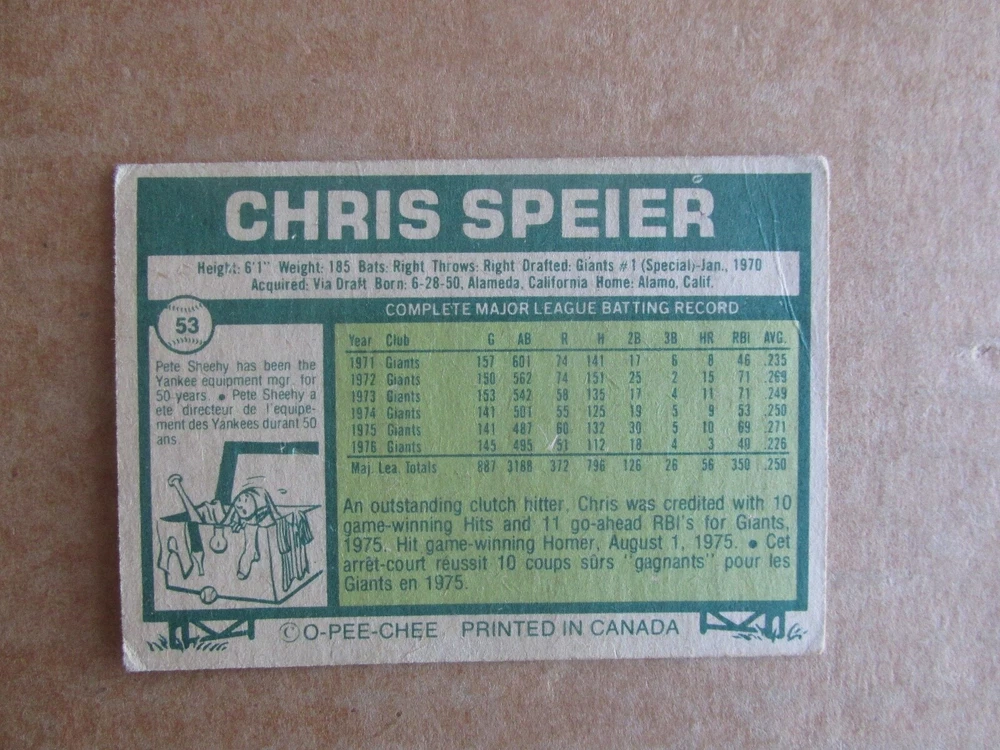 CHRIS SPEIER
Height: 6'1" Weight: 185 Bats: Right Throws: Right Drafted: Giants #1 (Special)-Jan., 1970
Acquired: Via Draft Born: 6-28-50, Alameda, California Home: Alamo, Calif.
COMPLETE MAJOR LEAGUE BATTING RECORD
53
Pete Sheehy has been the
Yankee equipment mgr. for
50 years. • Pete Sheehy a
ete directeur de l'equipe-
ment des Yankees durant 50
ans.
Year Club G AB R H 2B 3B HR RBI AVG.
1971 Giants 157 601 74 141 17 6 8 46 .235
1972 Giants 150 562 74 151 25 2 15 71 .269
1973 Giants 153 542 58 135 17 4 11 71 .249
1974 Giants 141 501 55 125 19 5 9 53 .250
1975 Giants 141 487 60 132 30 5 10 69 .271
1976 Giants 145 495 51 112 18 4 3 40 .226
Maj. Lea. Totals 887 3188 372 796 126 26 56 350 .250
An outstanding clutch hitter, Chris was credited with 10
game-winning Hits and 11 go-ahead RBI's for Giants,
1975. Hit game-winning Homer, August 1, 1975. • Cet
arrêt-court réussit 10 coups sûrs "gagnants" pour les
Giants en 1975.
© O-PEE-CHEE PRINTED IN CANADA